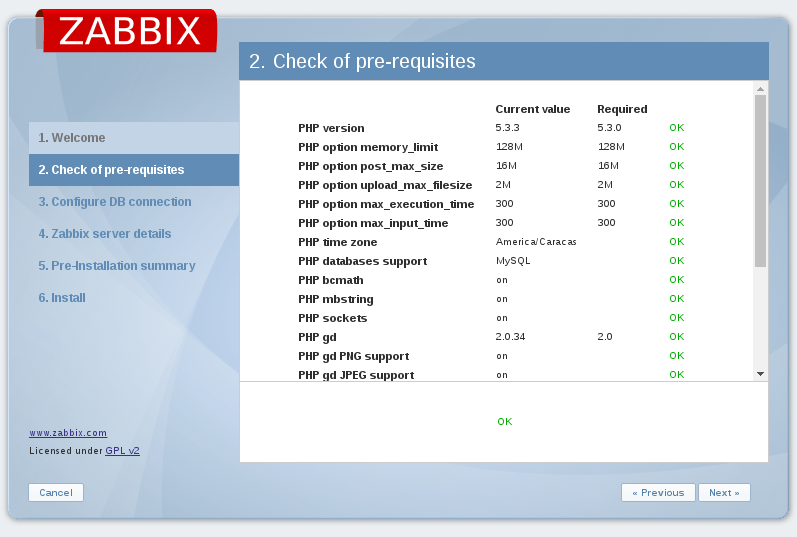 ZABBIX
2. Check of pre-requisites
1. Welcome
2. Check of pre-requisites
3. Configure DB connection
4. Zabbix server details
5. Pre-Installation summary
6. Install
Current value Required
PHP version 5.3.3 5.3.0 OK
PHP option memory_limit 128M 128M OK
PHP option post_max_size 16M 16M OK
PHP option upload_max_filesize 2M 2M OK
PHP option max_execution_time 300 300 OK
PHP option max_input_time 300 300 OK
PHP time zone America/Caracas OK
PHP databases support MySQL OK
PHP bcmath on OK
PHP mbstring on OK
PHP sockets on OK
PHP gd 2.0.34 2.0 OK
PHP gd PNG support on OK
PHP gd JPEG support on OK
OK
www.zabbix.com
Licensed under GPL v2
Cancel
« Previous Next »